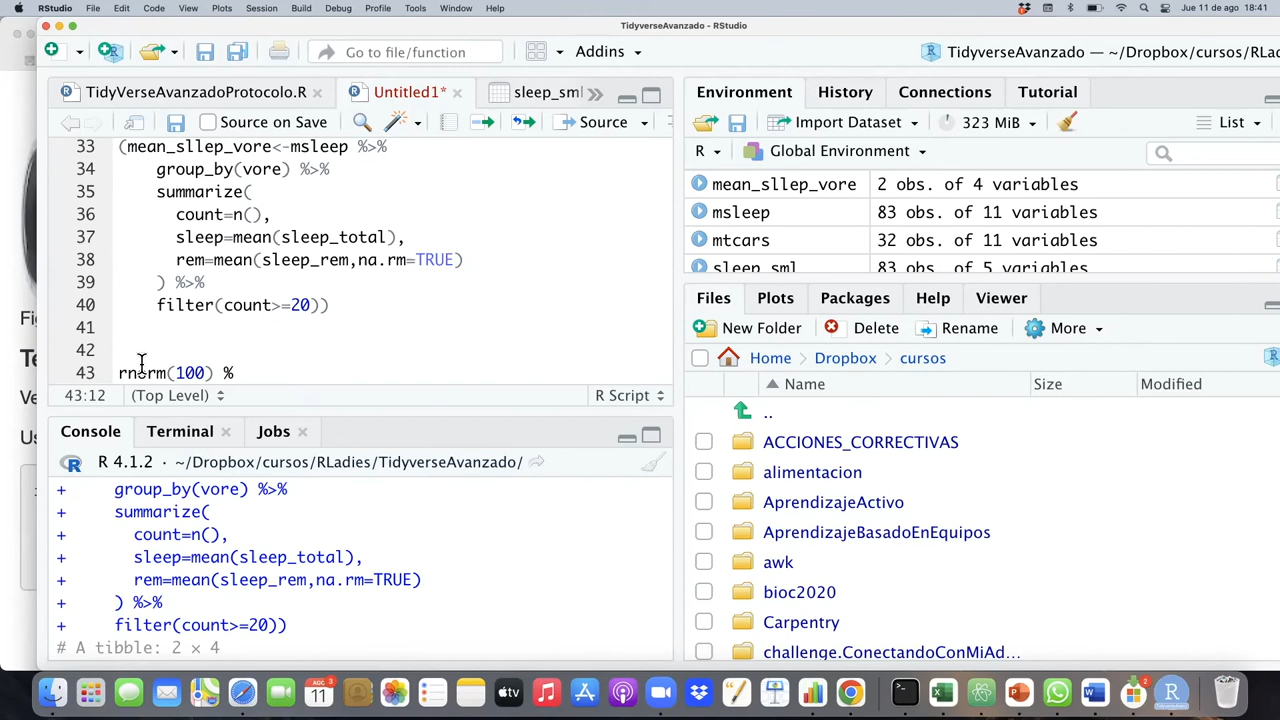 RStudio File Edit Code View Plots Session Build Debug Profile Tools Window Help Jue 11 de ago 18:41
TidyverseAvanzado - RStudio
Go to file/function Addins TidyverseAvanzado — ~/Dropbox/cursos/RLa
TidyVerseAvanzadoProtocolo.R Untitled1* sleep_sml
Source on Save Source
33 (mean_sllep_vore<-msleep %>%
34 group_by(vore) %>%
35 summarize(
36 count=n(),
37 sleep=mean(sleep_total),
38 rem=mean(sleep_rem,na.rm=TRUE)
39 ) %>%
40 filter(count>=20))
41
42
43 rnorm(100) %
43:12 (Top Level) R Script
Console Terminal Jobs
R 4.1.2 · ~/Dropbox/cursos/RLadies/TidyverseAvanzado/
+ group_by(vore) %>%
+ summarize(
+ count=n(),
+ sleep=mean(sleep_total),
+ rem=mean(sleep_rem,na.rm=TRUE)
+ ) %>%
+ filter(count>=20))
# A tibble: 2 × 4
Environment History Connections Tutorial
Import Dataset 323 MiB List
R Global Environment
mean_sllep_vore 2 obs. of 4 variables
msleep 83 obs. of 11 variables
mtcars 32 obs. of 11 variables
sleep_sml 83 obs. of 5 variables
Files Plots Packages Help Viewer
New Folder Delete Rename More
Home Dropbox cursos
Name Size Modified
..
ACCIONES_CORRECTIVAS
alimentacion
AprendizajeActivo
AprendizajeBasadoEnEquipos
awk
bioc2020
Carpentry
challenge.ConectandoConMiAd...